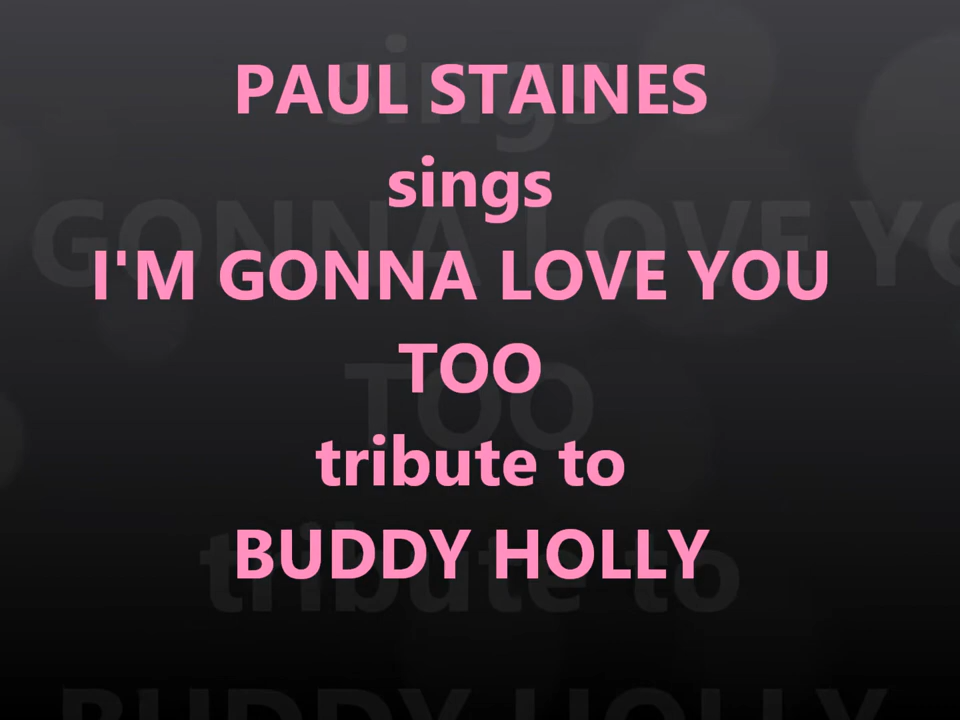 PAUL STAINES
sings
I'M GONNA LOVE YOU
TOO
tribute to
BUDDY HOLLY